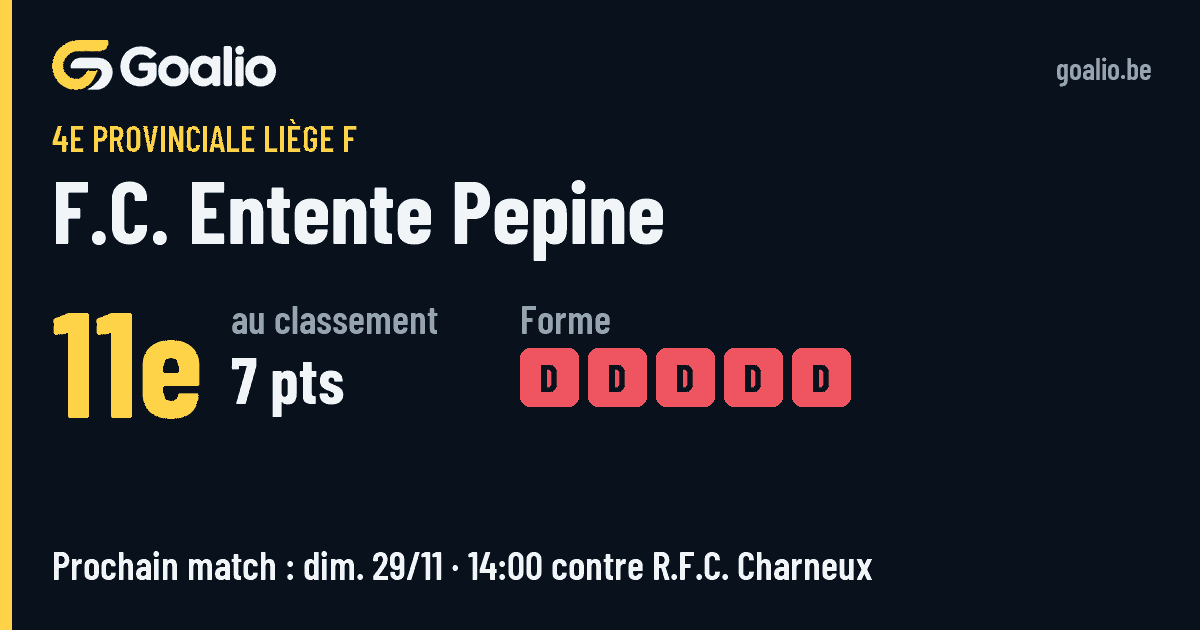 Goalio
goalio.be
4E PROVINCIALE LIÈGE F
F.C. Entente Pepine
11e
au classement
7 pts
Forme
D D D D D
Prochain match : dim. 29/11 · 14:00 contre R.F.C. Charneux